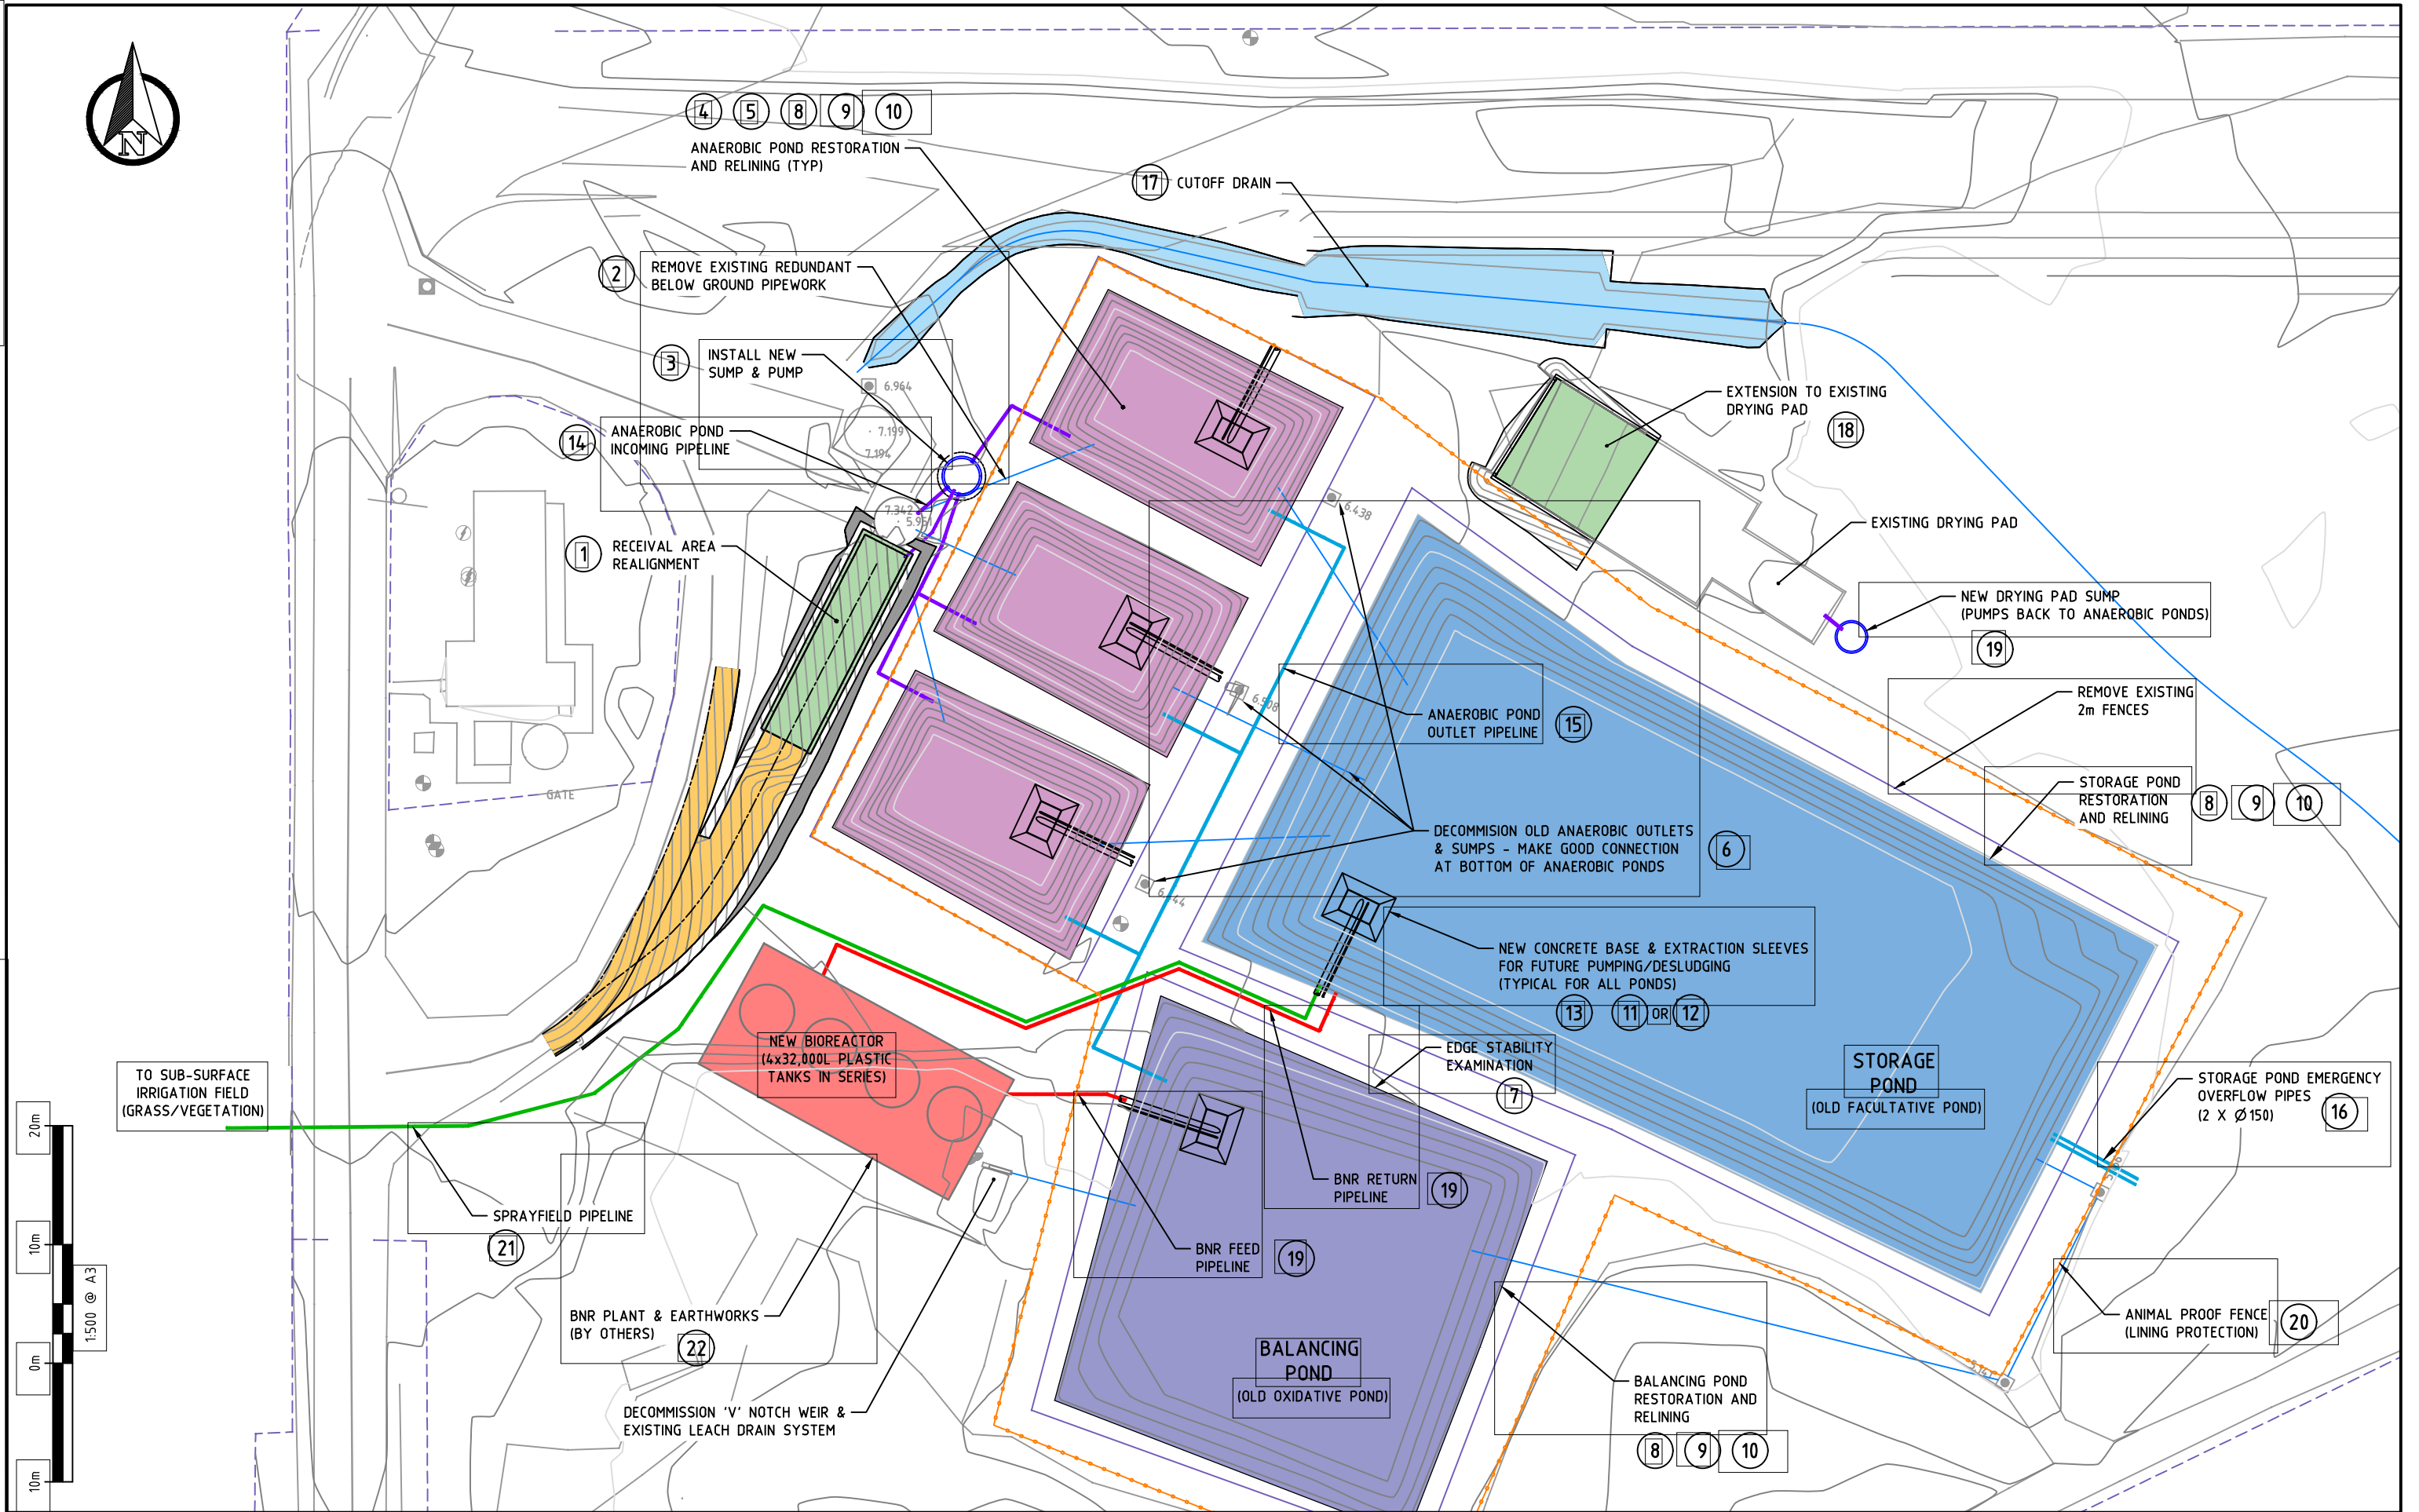 N
4 5 8 9 10
ANAEROBIC POND RESTORATION
AND RELINING (TYP)
17 CUTOFF DRAIN
2 REMOVE EXISTING REDUNDANT
BELOW GROUND PIPEWORK
3 INSTALL NEW
SUMP & PUMP
6.964
7.199
7.194
14 ANAEROBIC POND
INCOMING PIPELINE
7.342
1 RECEIVAL AREA
REALIGNMENT
EXTENSION TO EXISTING
DRYING PAD
18
EXISTING DRYING PAD
6.438
NEW DRYING PAD SUMP
(PUMPS BACK TO ANAEROBIC PONDS)
19
REMOVE EXISTING
2m FENCES
ANAEROBIC POND
OUTLET PIPELINE
15
STORAGE POND
RESTORATION
AND RELINING
8 9 10
GATE
DECOMMISION OLD ANAEROBIC OUTLETS
& SUMPS - MAKE GOOD CONNECTION
AT BOTTOM OF ANAEROBIC PONDS
6
NEW CONCRETE BASE & EXTRACTION SLEEVES
FOR FUTURE PUMPING/DESLUDGING
(TYPICAL FOR ALL PONDS)
13 11 OR 12
NEW BIOREACTOR
(4x32,000L PLASTIC
TANKS IN SERIES)
EDGE STABILITY
EXAMINATION
7
STORAGE
POND
(OLD FACULTATIVE POND)
STORAGE POND EMERGENCY
OVERFLOW PIPES
(2 X Ø150)
16
TO SUB-SURFACE
IRRIGATION FIELD
(GRASS/VEGETATION)
20m
10m
0m
10m
1:500 @ A3
SPRAYFIELD PIPELINE
21
BNR RETURN
PIPELINE
19
BNR FEED
PIPELINE
19
BNR PLANT & EARTHWORKS
(BY OTHERS)
22
DECOMMISSION 'V' NOTCH WEIR &
EXISTING LEACH DRAIN SYSTEM
BALANCING
POND
(OLD OXIDATIVE POND)
ANIMAL PROOF FENCE
(LINING PROTECTION)
20
BALANCING POND
RESTORATION AND
RELINING
8 9 10